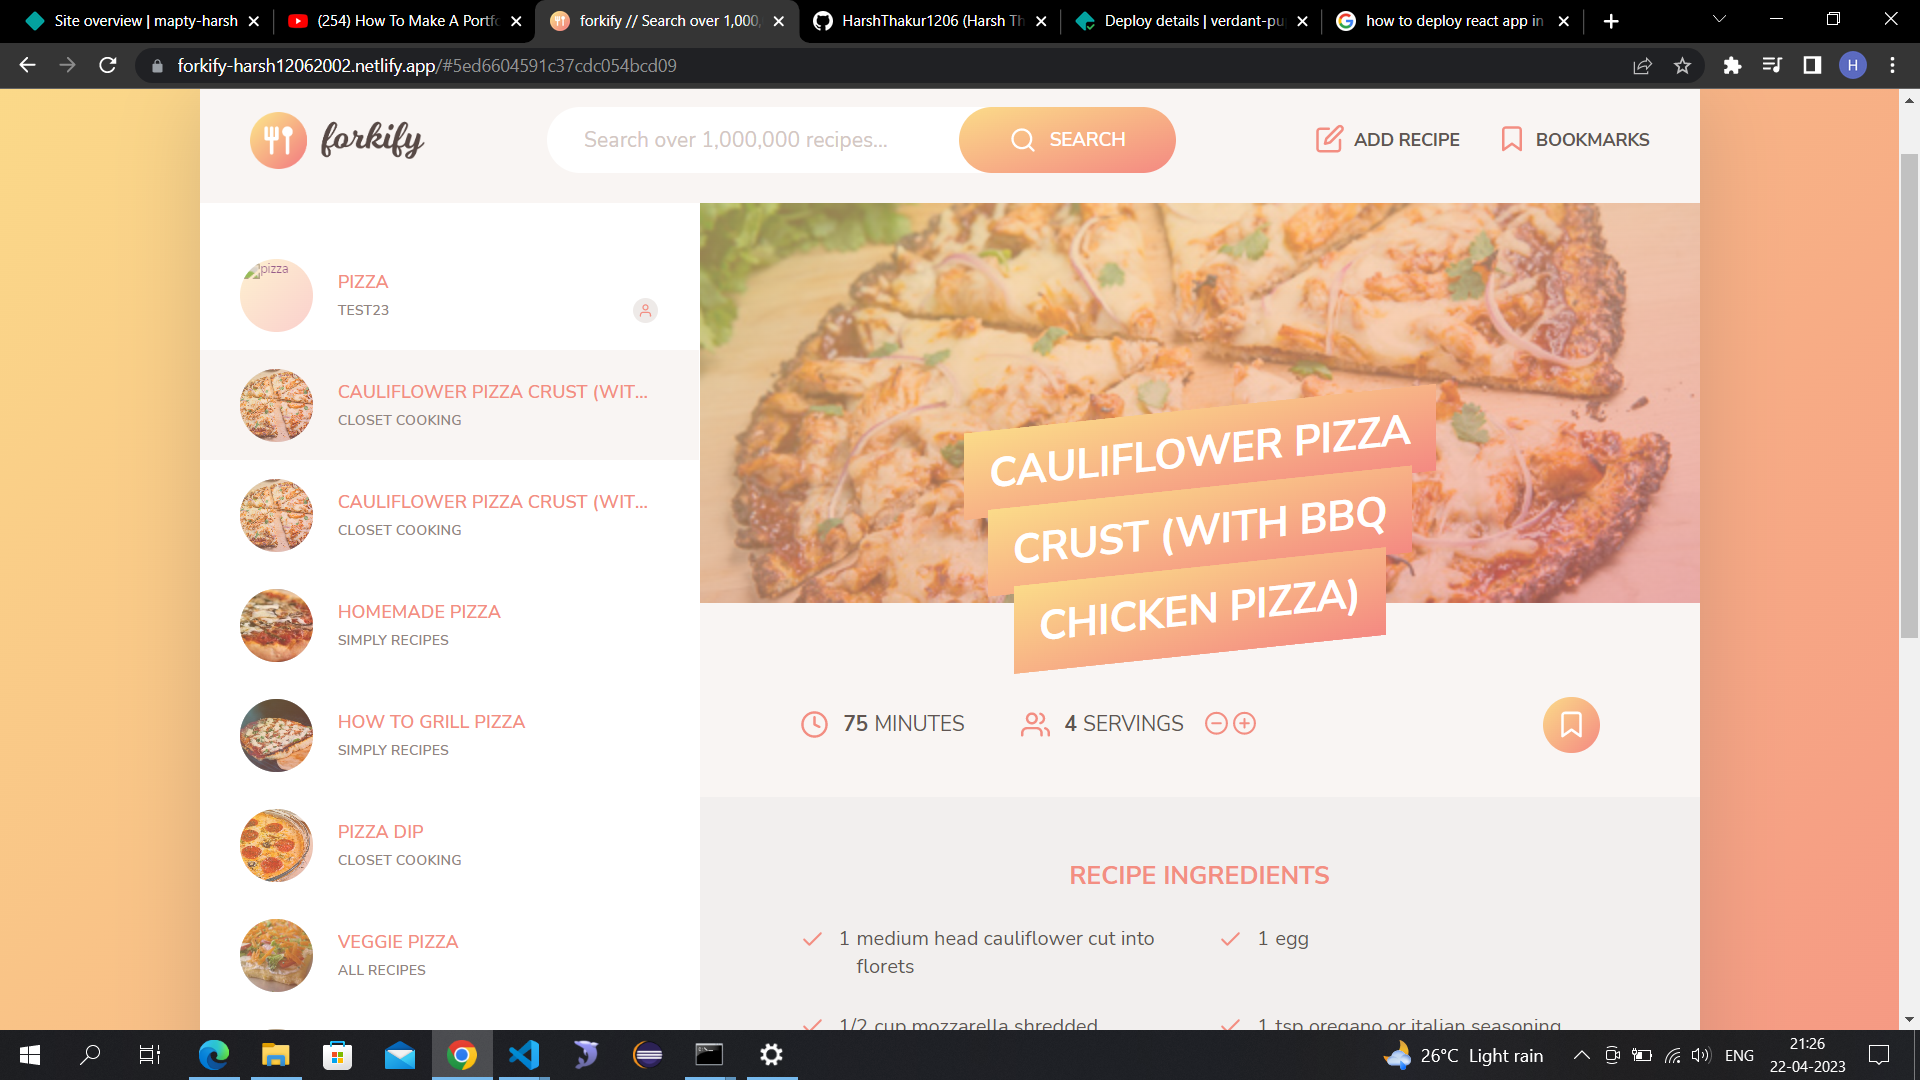 Site overview | mapty-harsh
(254) How To Make A Portfo
forkify // Search over 1,000,
HarshThakur1206 (Harsh Th
Deploy details | verdant-pu
how to deploy react app in
forkify-harsh12062002.netlify.app/#5ed6604591c37cdc054bcd09
H
forkify
Search over 1,000,000 recipes...
SEARCH
ADD RECIPE
BOOKMARKS
pizza
PIZZA
TEST23
CAULIFLOWER PIZZA CRUST (WIT...
CLOSET COOKING
CAULIFLOWER PIZZA CRUST (WIT...
CLOSET COOKING
HOMEMADE PIZZA
SIMPLY RECIPES
HOW TO GRILL PIZZA
SIMPLY RECIPES
PIZZA DIP
CLOSET COOKING
VEGGIE PIZZA
ALL RECIPES
CAULIFLOWER PIZZA
CRUST (WITH BBQ
CHICKEN PIZZA)
75 MINUTES
4 SERVINGS
RECIPE INGREDIENTS
1 medium head cauliflower cut into
florets
1 egg
1/2 cup mozzarella shredded
1 tsp oregano or italian seasoning
26°C Light rain
ENG
21:26
22-04-2023